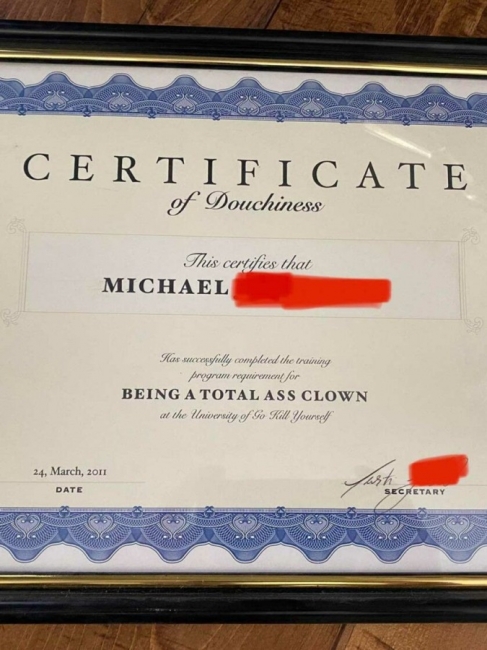 CERTIFICATE
of Douchiness
This certifies that
MICHAEL
Has successfully completed the training
program requirement for
BEING A TOTAL ASS CLOWN
at the University of Go Kill Yourself
24, March, 2011
DATE
SECRETARY